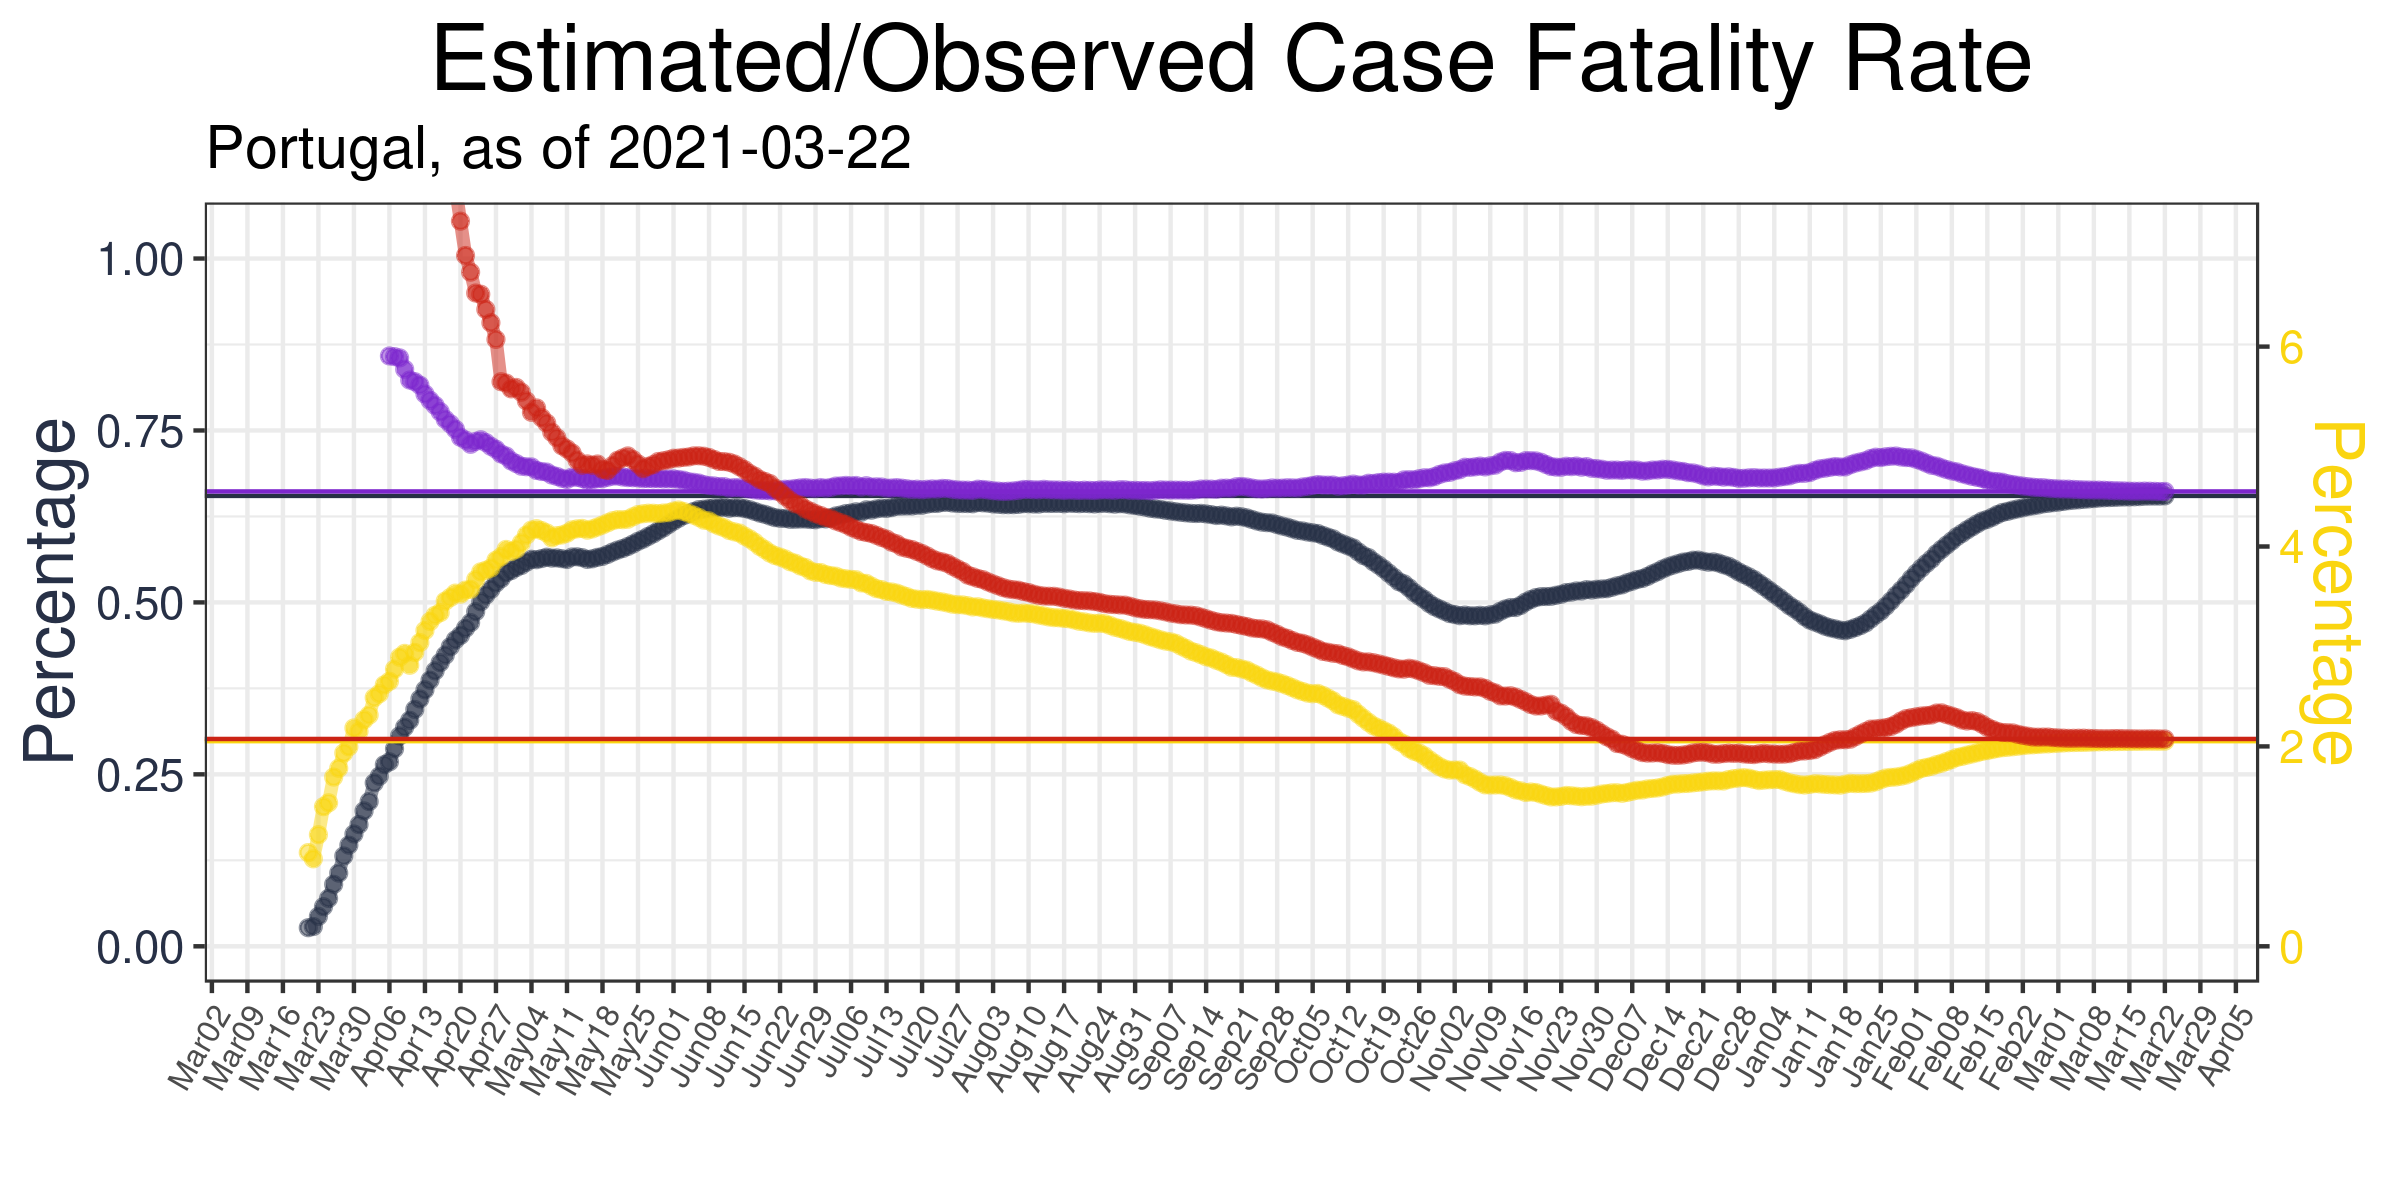 Estimated/Observed Case Fatality Rate
Portugal, as of 2021-03-22
Percentage
1.00
0.75
0.50
0.25
0.00
6
4
2
0
Percentage
Mar02
Mar09
Mar16
Mar23
Mar30
Apr06
Apr13
Apr20
Apr27
May04
May11
May18
May25
Jun01
Jun08
Jun15
Jun22
Jun29
Jul06
Jul13
Jul20
Jul27
Aug03
Aug10
Aug17
Aug24
Aug31
Sep07
Sep14
Sep21
Sep28
Oct05
Oct12
Oct19
Oct26
Nov02
Nov09
Nov16
Nov23
Nov30
Dec07
Dec14
Dec21
Dec28
Jan04
Jan11
Jan18
Jan25
Feb01
Feb08
Feb15
Feb22
Mar01
Mar08
Mar15
Mar22
Mar29
Apr05